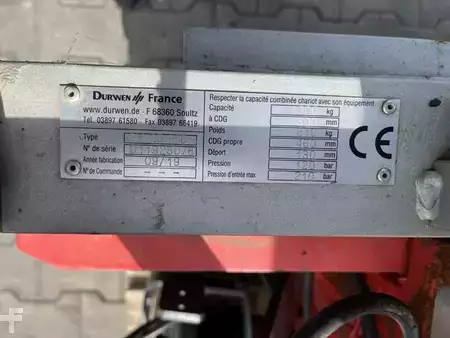 DURWEN France
www.durwen.de - F 68360 Soultz
Tel. 03897 61580 - Fax 03897 66419
Type
N° de série
Année fabrication 09/19
N° de Commande - - -
Respecter la capacité combinée chariot avec son équipement
Capacité kg
à CDG mm
Poids kg
CDG propre mm
Déport mm
Pression bar
Pression d'entrée max 210 bar
CE
F